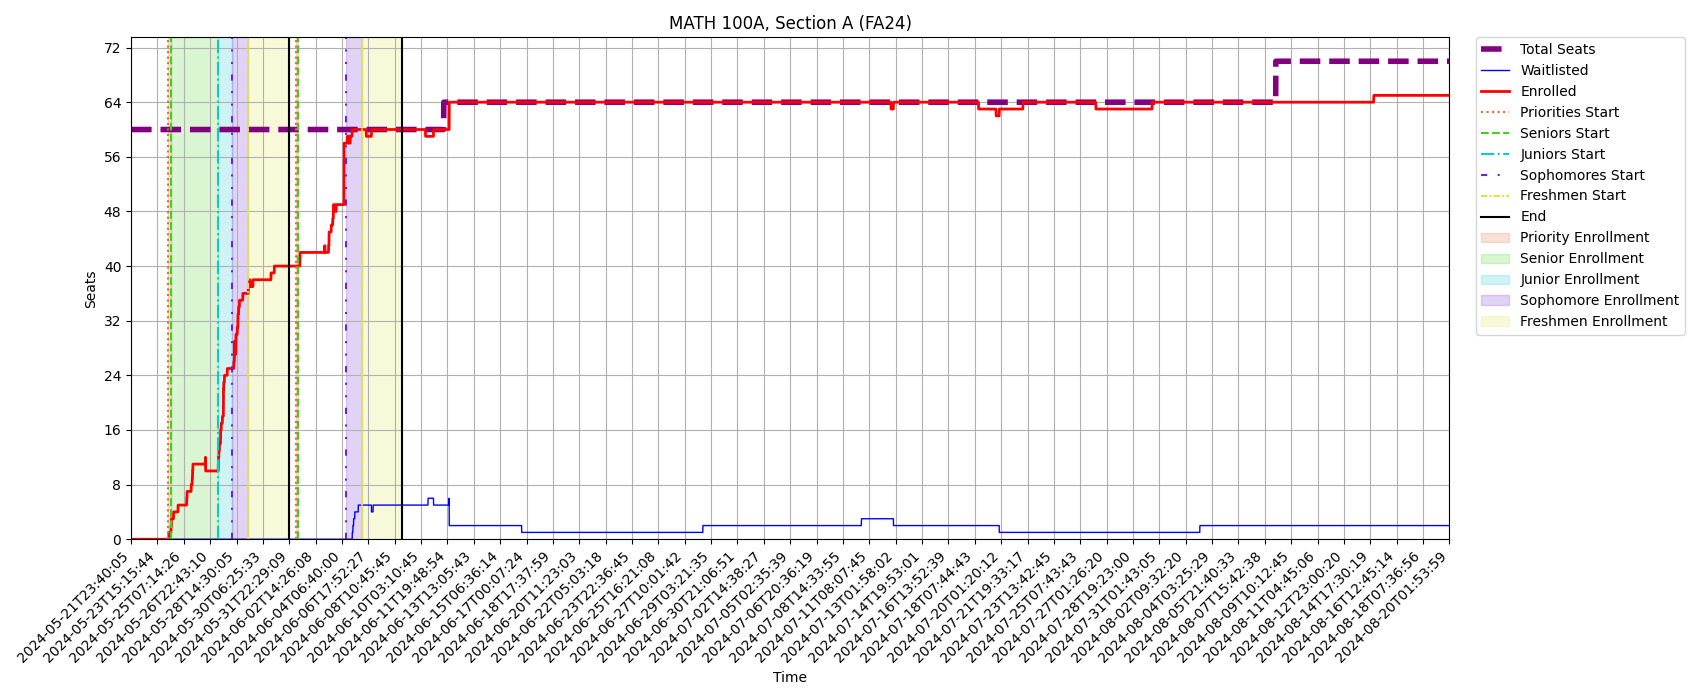 MATH 100A, Section A (FA24)
72
64
56
48
40
32
24
16
8
0
Seats
2024-05-21T23:40:05
2024-05-23T15:15:44
2024-05-25T07:14:26
2024-05-26T22:43:10
2024-05-28T14:30:05
2024-05-30T06:25:33
2024-05-31T22:29:09
2024-06-02T14:26:08
2024-06-04T06:40:00
2024-06-06T17:52:27
2024-06-08T10:45:45
2024-06-10T03:10:45
2024-06-11T19:48:54
2024-06-13T13:05:43
2024-06-15T06:36:14
2024-06-17T00:07:24
2024-06-18T17:37:59
2024-06-20T11:23:03
2024-06-22T05:03:18
2024-06-23T22:36:45
2024-06-25T16:21:08
2024-06-27T10:01:42
2024-06-29T03:21:35
2024-06-30T21:06:51
2024-07-02T14:38:27
2024-07-05T02:35:39
2024-07-06T20:36:19
2024-07-08T14:33:55
2024-07-11T08:07:45
2024-07-13T01:58:02
2024-07-14T19:53:01
2024-07-16T13:52:39
2024-07-18T07:44:43
2024-07-20T01:20:12
2024-07-21T19:33:17
2024-07-23T13:42:45
2024-07-25T07:43:43
2024-07-27T01:26:20
2024-07-28T19:23:00
2024-07-31T01:43:05
2024-08-02T09:32:20
2024-08-04T03:25:29
2024-08-05T21:40:33
2024-08-07T15:42:38
2024-08-09T10:12:45
2024-08-11T04:45:06
2024-08-12T23:00:20
2024-08-14T17:30:19
2024-08-16T12:45:14
2024-08-18T07:36:56
2024-08-20T01:53:59
Time
Total Seats
Waitlisted
Enrolled
Priorities Start
Seniors Start
Juniors Start
Sophomores Start
Freshmen Start
End
Priority Enrollment
Senior Enrollment
Junior Enrollment
Sophomore Enrollment
Freshmen Enrollment